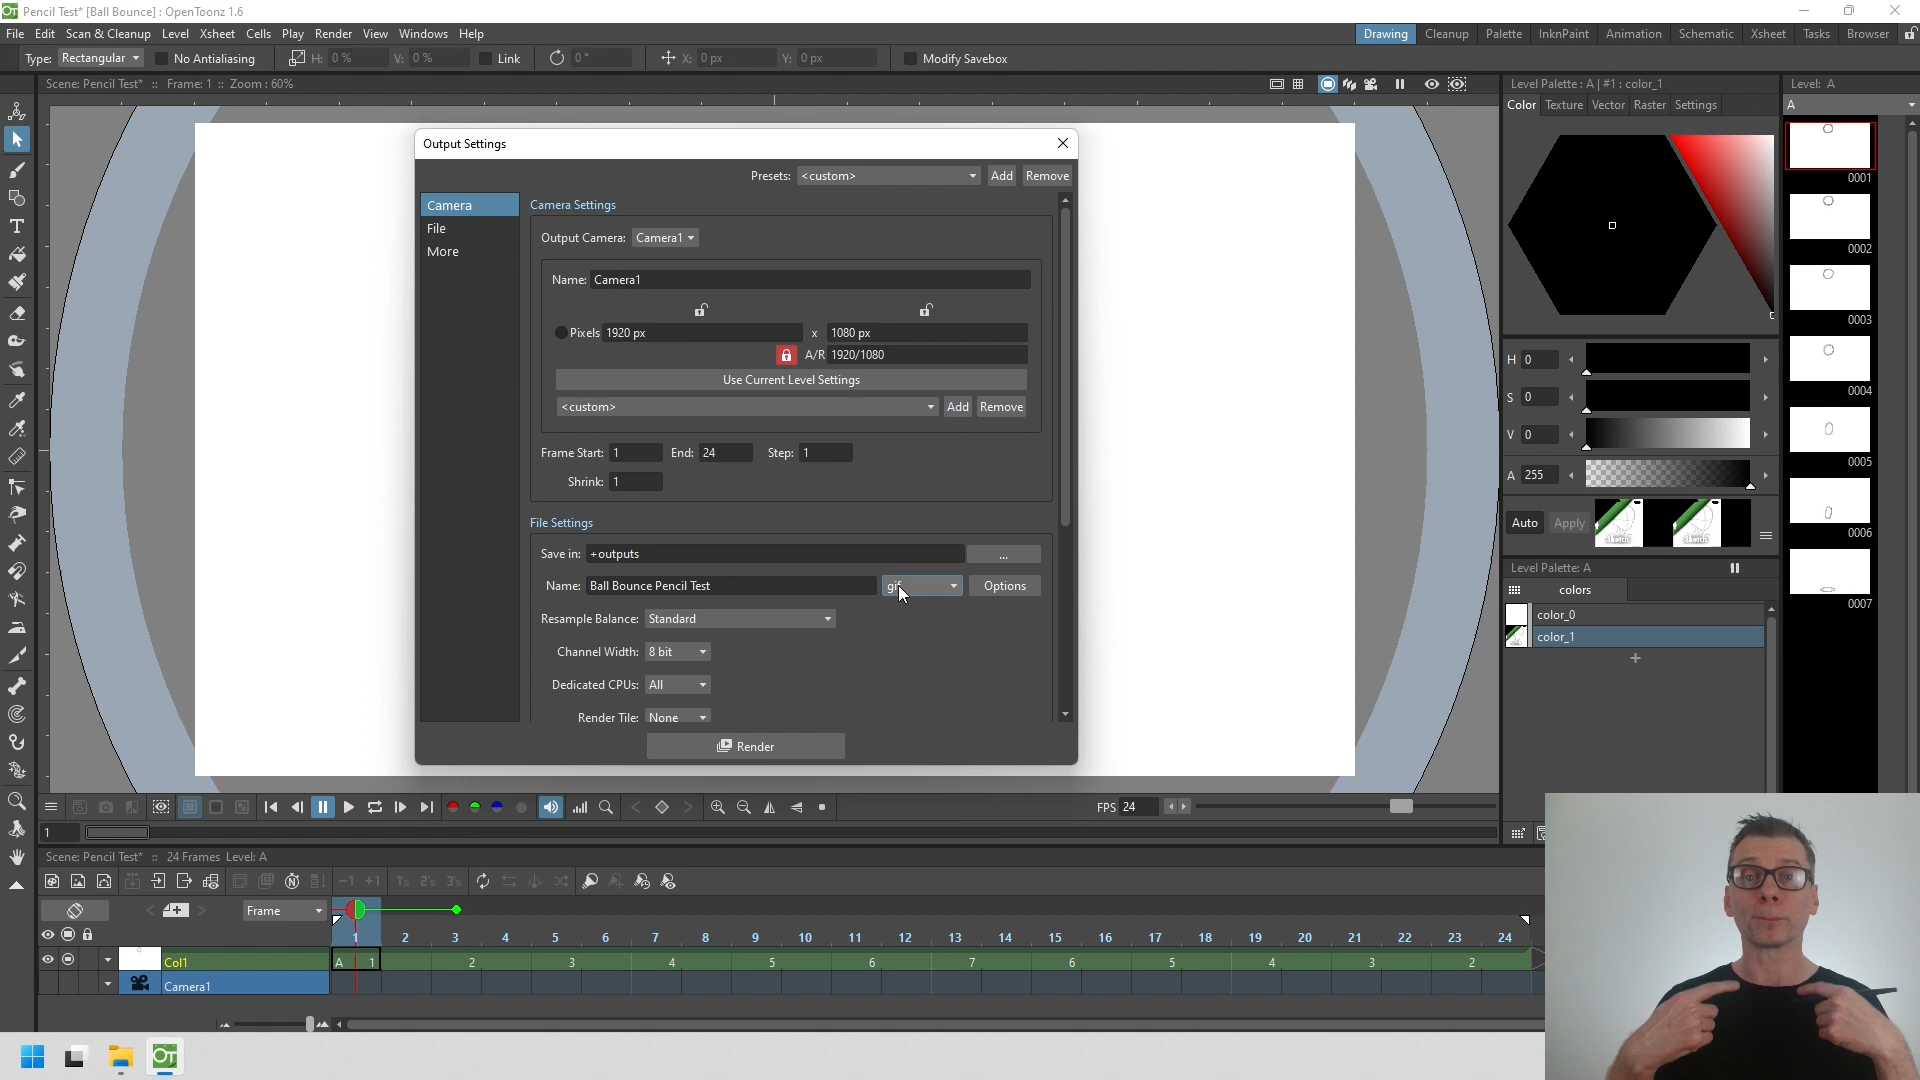 Pencil Test* [Ball Bounce] : OpenToonz 1.6
File Edit Scan & Cleanup Level Xsheet Cells Play Render View Windows Help
Drawing Cleanup Palette InknPaint Animation Schematic Xsheet Tasks Browser
Type: Rectangular No Antialiasing H: 0 % V: 0 % Link 0 ° X: 0 px Y: 0 px Modify Savebox
Scene: Pencil Test* :: Frame: 1 :: Zoom : 60%
Level Palette : A | #1 : color_1
Level: A
Color Texture Vector Raster Settings
A
Output Settings
Presets: <custom> Add Remove
Camera
File
More
Camera Settings
Output Camera: Camera1
Name: Camera1
Pixels 1920 px x 1080 px
A/R 1920/1080
Use Current Level Settings
<custom> Add Remove
Frame Start: 1 End: 24 Step: 1
Shrink: 1
File Settings
Save in: +outputs ...
Name: Ball Bounce Pencil Test gif Options
Resample Balance: Standard
Channel Width: 8 bit
Dedicated CPUs: All
Render Tile: None
Render
H 0
S 0
V 0
A 255
Auto Apply
Level Palette: A
colors
color_0
color_1
+
0001
0002
0003
0004
0005
0006
0007
FPS 24
1
Scene: Pencil Test* :: 24 Frames Level: A
-1 +1 1's 2's 3's
Frame
1 2 3 4 5 6 7 8 9 10 11 12 13 14 15 16 17 18 19 20 21 22 23 24
Col1 A 1 2 3 4 5 6 7 6 5 4 3 2
Camera1
OT